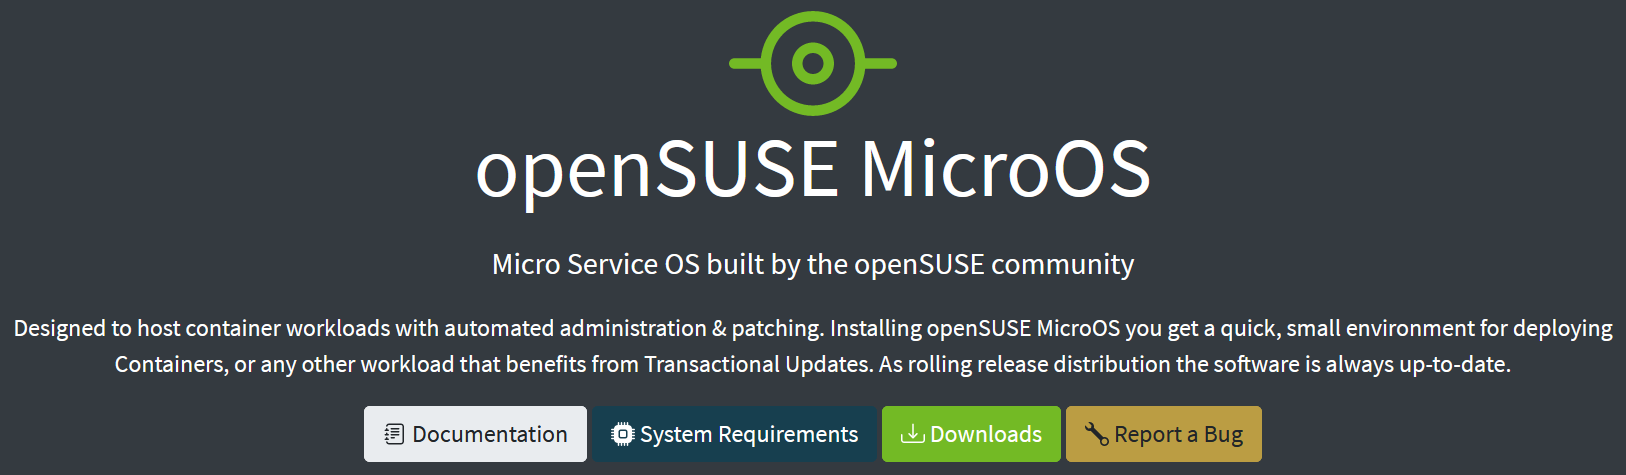 openSUSE MicroOS
Micro Service OS built by the openSUSE community
Designed to host container workloads with automated administration & patching. Installing openSUSE MicroOS you get a quick, small environment for deploying
Containers, or any other workload that benefits from Transactional Updates. As rolling release distribution the software is always up-to-date.
Documentation System Requirements Downloads Report a Bug